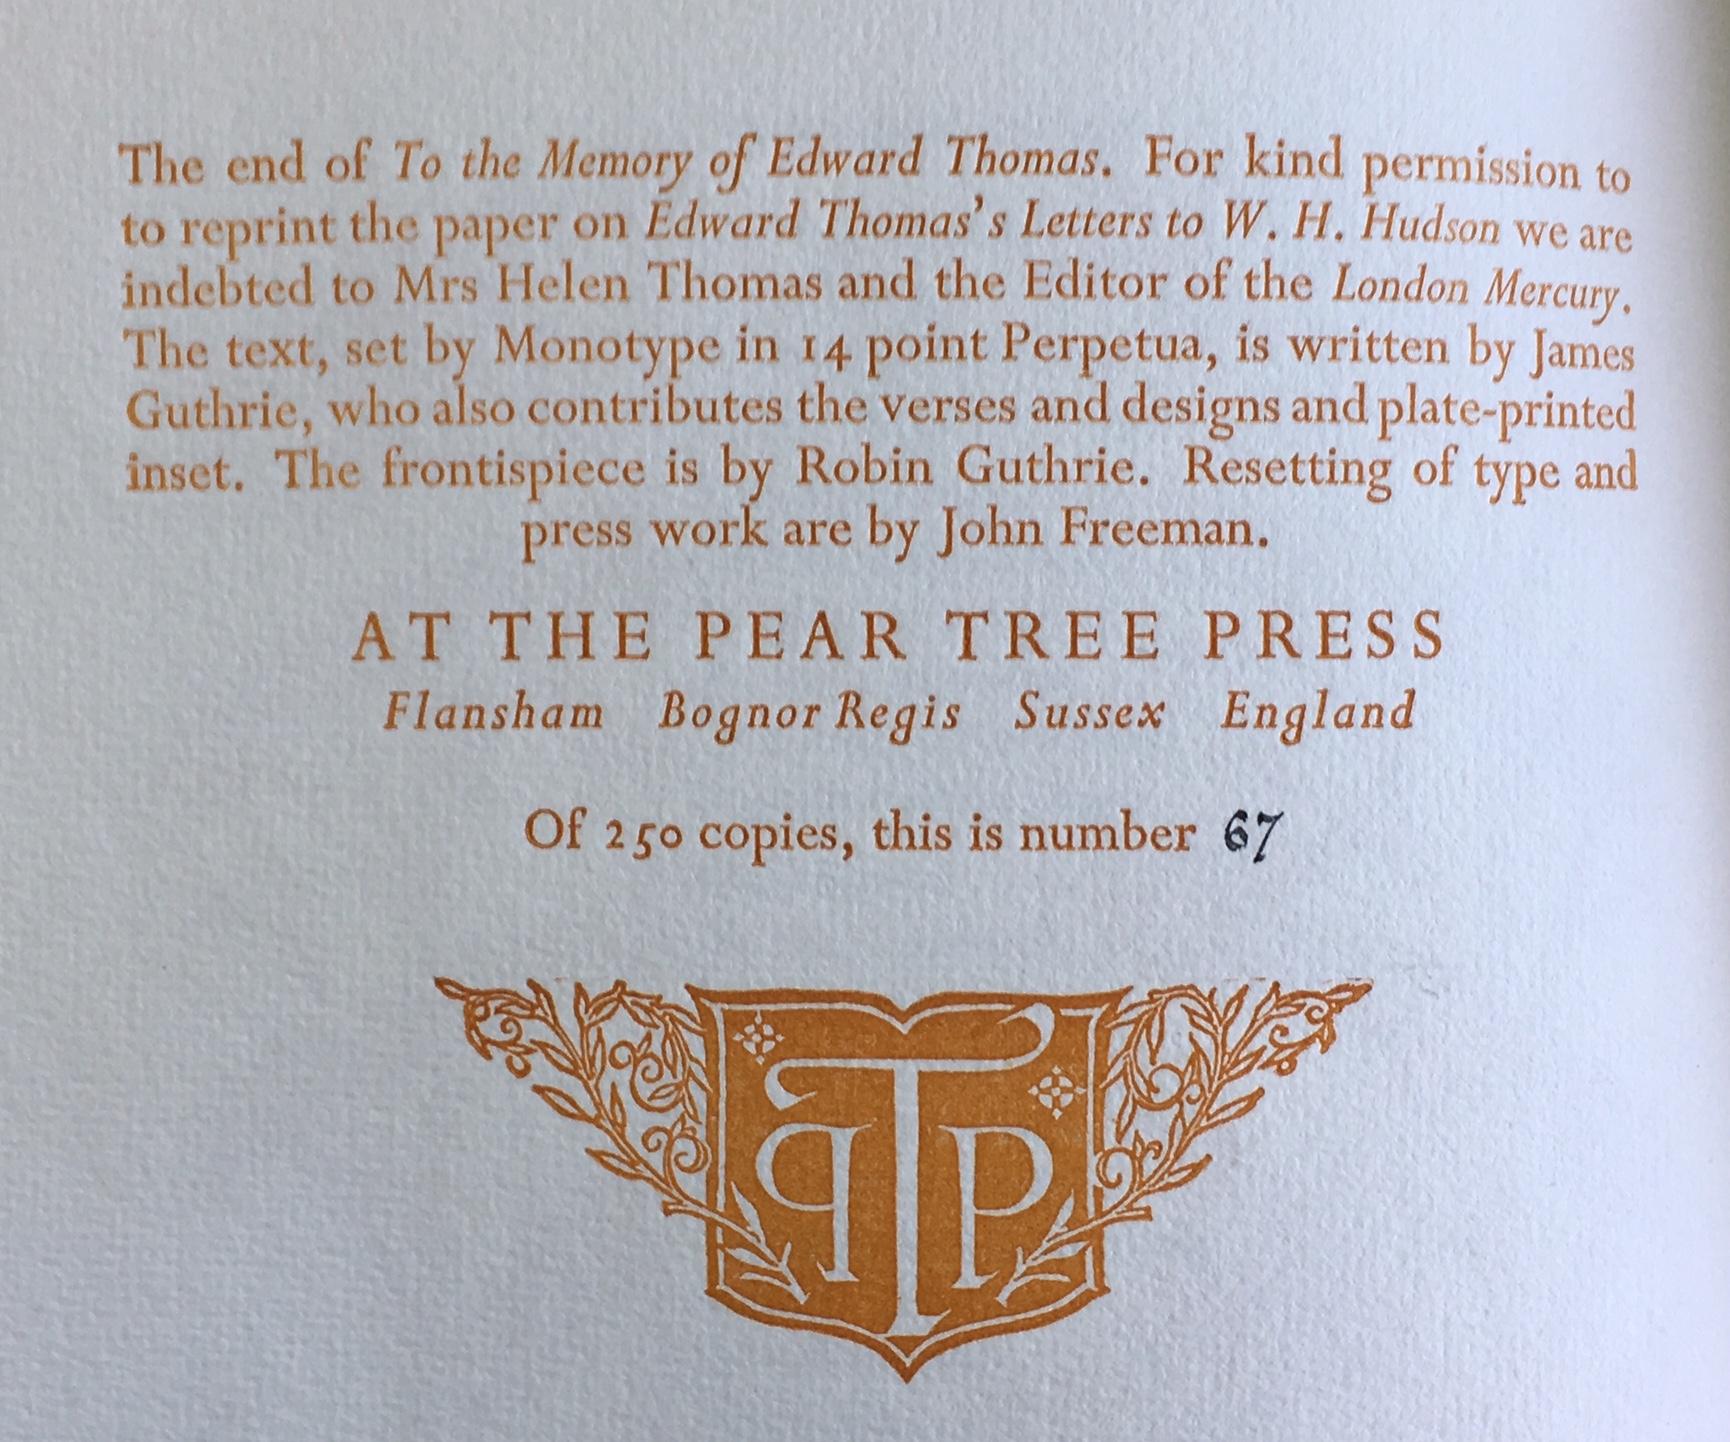 The end of To the Memory of Edward Thomas. For kind permission to
to reprint the paper on Edward Thomas's Letters to W. H. Hudson we are
indebted to Mrs Helen Thomas and the Editor of the London Mercury.
The text, set by Monotype in 14 point Perpetua, is written by James
Guthrie, who also contributes the verses and designs and plate-printed
inset. The frontispiece is by Robin Guthrie. Resetting of type and
press work are by John Freeman.
AT THE PEAR TREE PRESS
Flansham Bognor Regis Sussex England
Of 250 copies, this is number 67
PTP